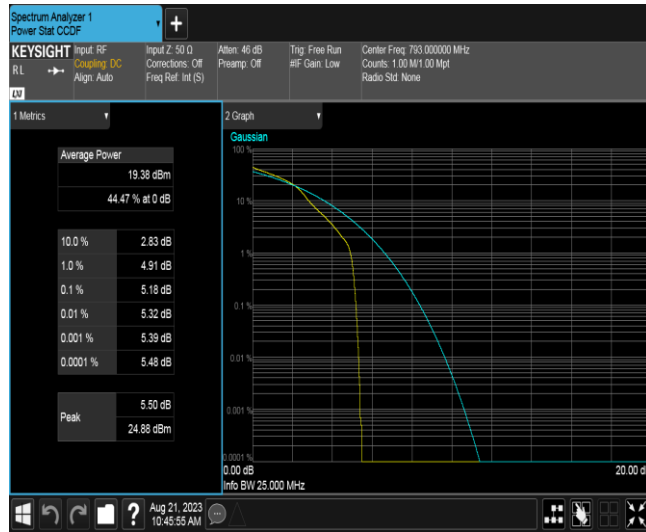 Spectrum Analyzer 1
Power Stat CCDF
+
KEYSIGHT Input: RF Input Z: 50 Ω Atten: 46 dB Trig: Free Run Center Freq: 793.000000 MHz
RL Coupling: DC Corrections: Off Preamp: Off #IF Gain: Low Counts: 1.00 M/1.00 Mpt
Align: Auto Freq Ref: Int (S) Radio Std: None
LXI
1 Metrics
2 Graph
Average Power
19.38 dBm
44.47 % at 0 dB
10.0 % 2.83 dB
1.0 % 4.91 dB
0.1 % 5.18 dB
0.01 % 5.32 dB
0.001 % 5.39 dB
0.0001 % 5.48 dB
Peak
5.50 dB
24.88 dBm
Gaussian
100 %
10 %
1 %
0.1 %
0.01 %
0.001 %
0.0001 %
0.00 dB 20.00 d
Info BW 25.000 MHz
? Aug 21, 2023
10:45:55 AM